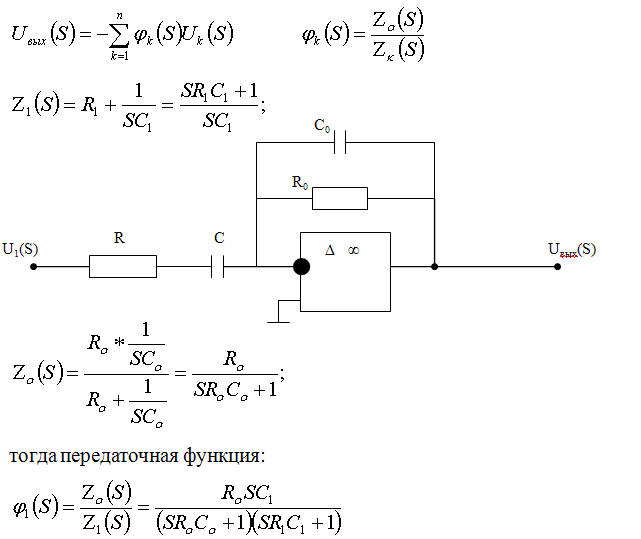 U_вых(S) = −∑_{k=1}^{n} φ_k(S)U_k(S)    φ_k(S) = Z_o(S) / Z_к(S)
Z_1(S) = R_1 + 1 / SC_1 = (SR_1C_1 + 1) / SC_1;
C_0
R_0
U_1(S) R C Δ ∞ U_вых(S)
Z_o(S) = (R_o * 1 / SC_o) / (R_o + 1 / SC_o) = R_o / (SR_oC_o + 1);
тогда передаточная функция:
φ_1(S) = Z_o(S) / Z_1(S) = R_oSC_1 / ((SR_oC_o + 1)(SR_1C_1 + 1))